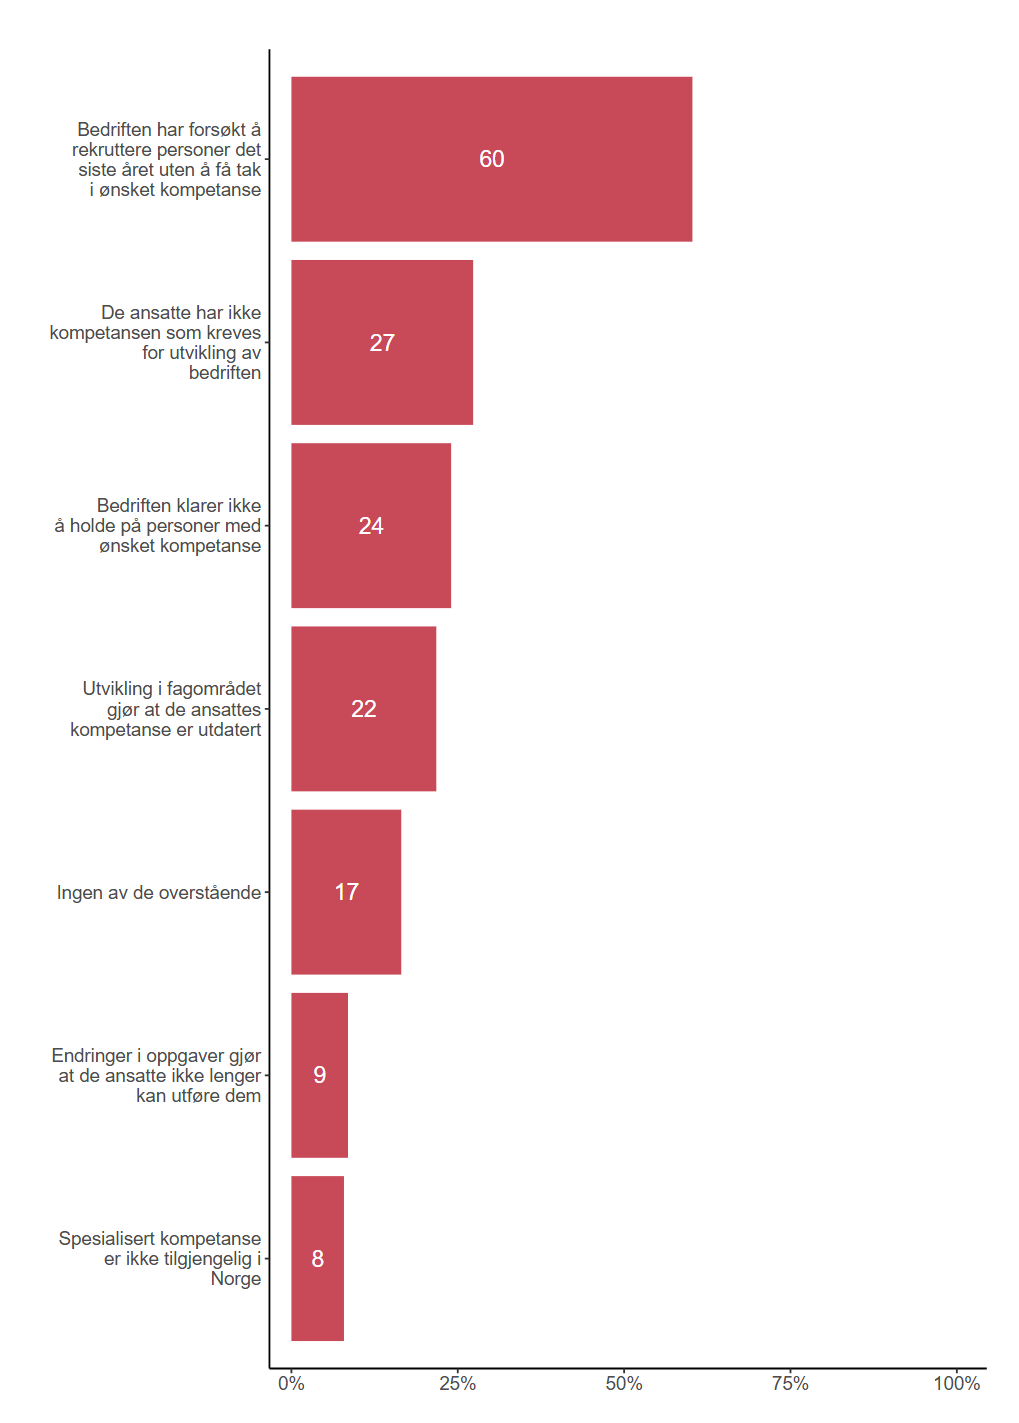 Bedriften har forsøkt å
rekruttere personer det
siste året uten å få tak
i ønsket kompetanse
60
De ansatte har ikke
kompetansen som kreves
for utvikling av
bedriften
27
Bedriften klarer ikke
å holde på personer med
ønsket kompetanse
24
Utvikling i fagområdet
gjør at de ansattes
kompetanse er utdatert
22
Ingen av de overstående
17
Endringer i oppgaver gjør
at de ansatte ikke lenger
kan utføre dem
9
Spesialisert kompetanse
er ikke tilgjengelig i
Norge
8
0% 25% 50% 75% 100%